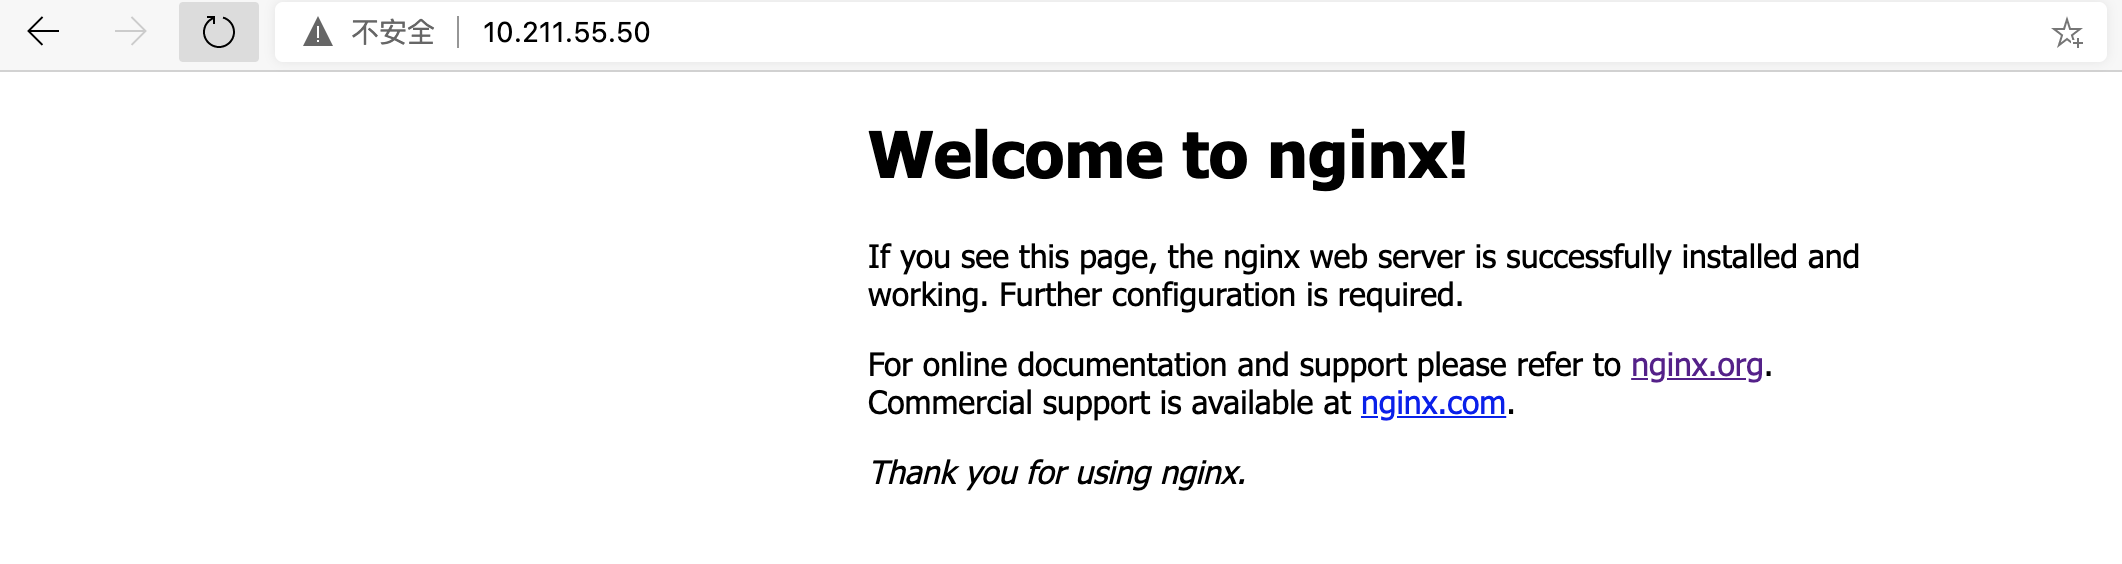 不安全 10.211.55.50
Welcome to nginx!
If you see this page, the nginx web server is successfully installed and
working. Further configuration is required.
For online documentation and support please refer to nginx.org.
Commercial support is available at nginx.com.
Thank you for using nginx.